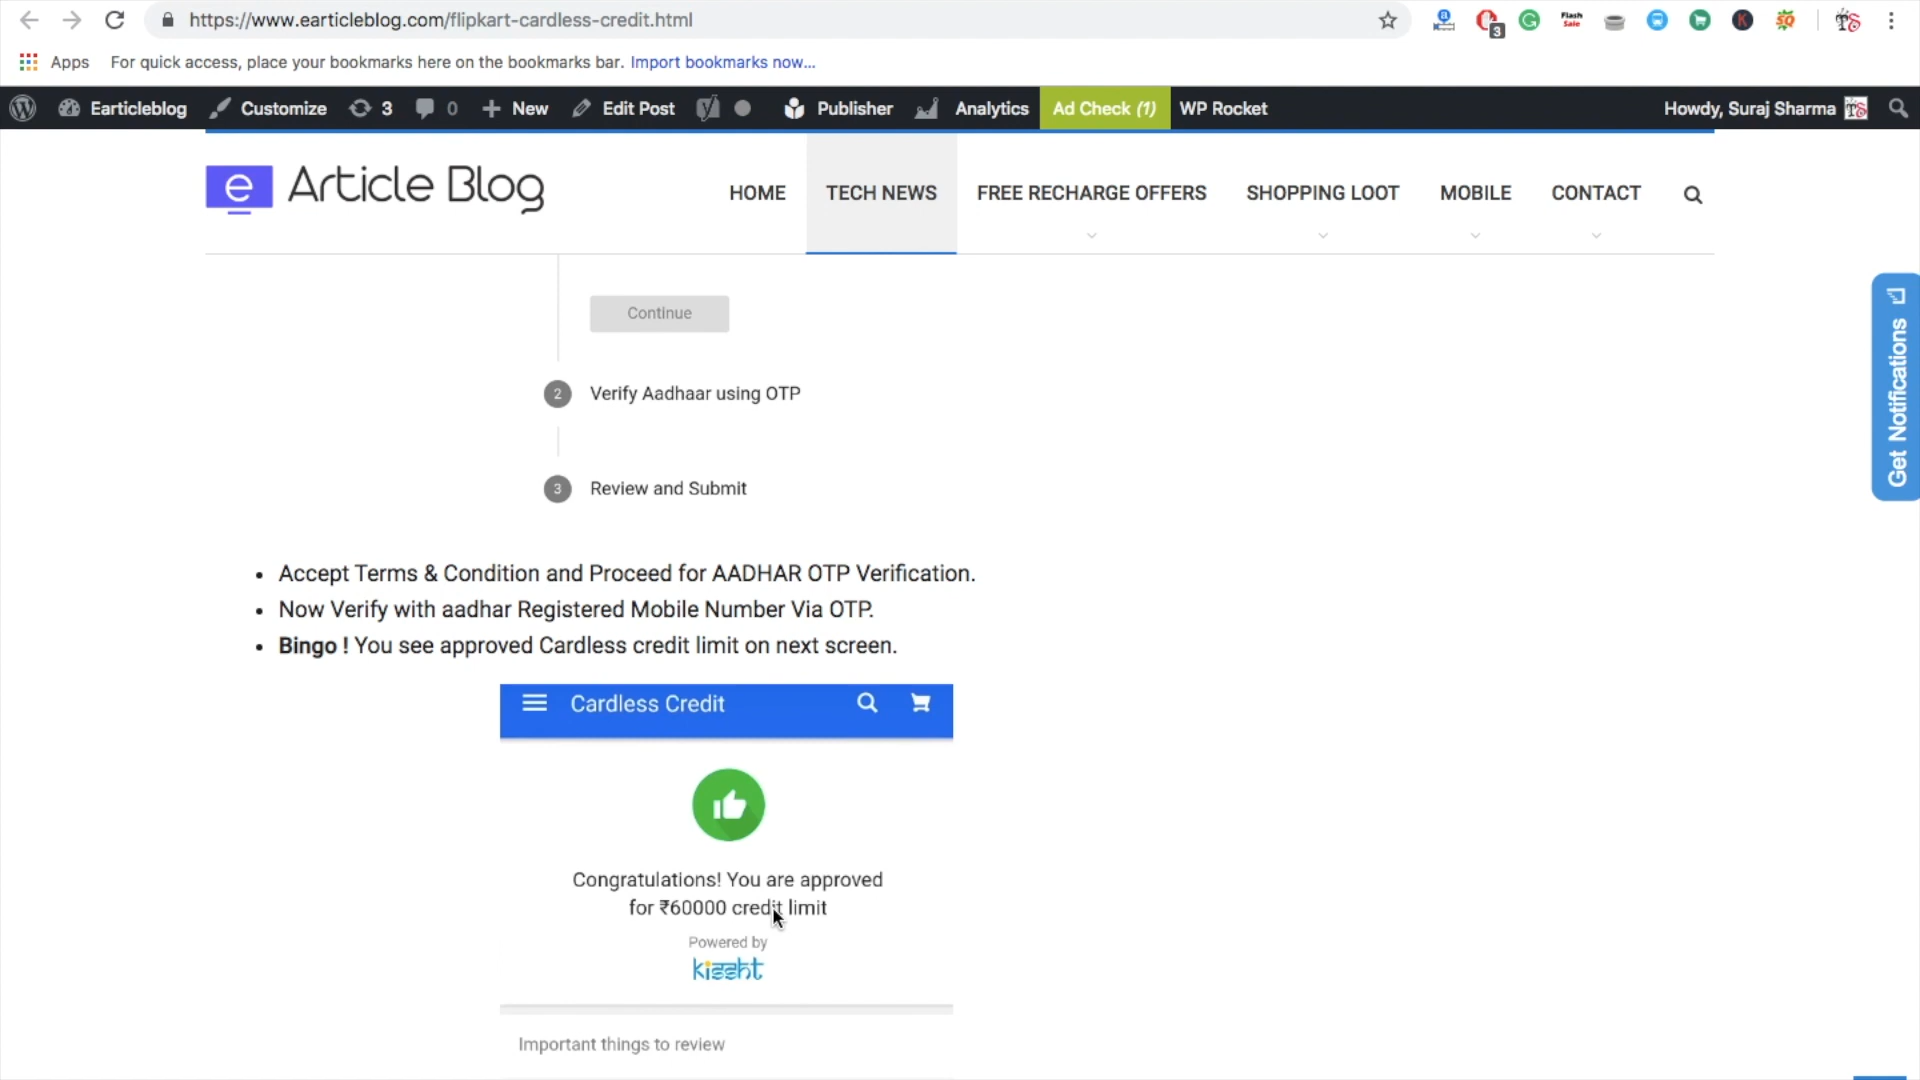 https://www.earticleblog.com/flipkart-cardless-credit.html
3
Flash Sale
K
SQ
TS
Apps For quick access, place your bookmarks here on the bookmarks bar. Import bookmarks now...
Earticleblog Customize 3 0 New Edit Post Publisher Analytics Ad Check (1) WP Rocket Howdy, Suraj Sharma
e Article Blog
HOME TECH NEWS FREE RECHARGE OFFERS SHOPPING LOOT MOBILE CONTACT
Get Notifications
Continue
2 Verify Aadhaar using OTP
3 Review and Submit
• Accept Terms & Condition and Proceed for AADHAR OTP Verification.
• Now Verify with aadhar Registered Mobile Number Via OTP.
• Bingo ! You see approved Cardless credit limit on next screen.
Cardless Credit
Congratulations! You are approved
for ₹60000 credit limit
Powered by
kissht
Important things to review